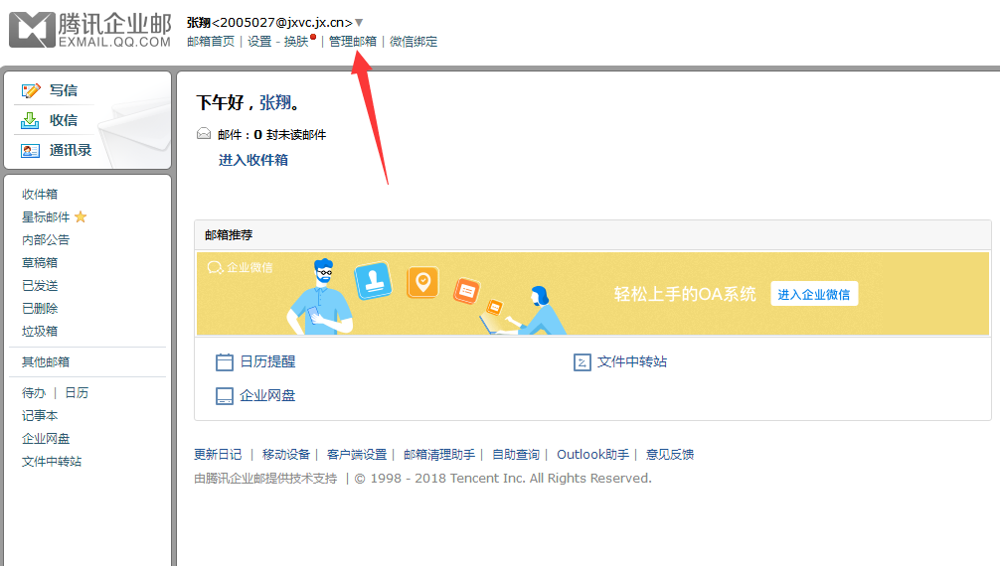 腾讯企业邮
EXMAIL.QQ.COM
张翔<2005027@jxvc.jx.cn>
邮箱首页 | 设置 - 换肤 | 管理邮箱 | 微信绑定
写信
收信
通讯录
收件箱
星标邮件
内部公告
草稿箱
已发送
已删除
垃圾箱
其他邮箱
待办 | 日历
记事本
企业网盘
文件中转站
下午好，张翔。
邮件：0 封未读邮件
进入收件箱
邮箱推荐
企业微信
轻松上手的OA系统 进入企业微信
日历提醒 文件中转站
企业网盘
更新日记 | 移动设备 | 客户端设置 | 邮箱清理助手 | 自助查询 | Outlook助手 | 意见反馈
由腾讯企业邮提供技术支持 | © 1998 - 2018 Tencent Inc. All Rights Reserved.